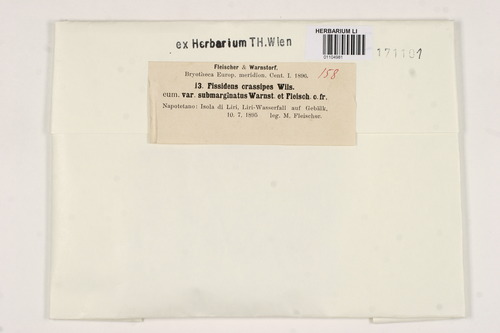 ex Herbarium TH.Wien
HERBARIUM LI
01104981
171191
Fleischer & Warnstorf.
Bryotheca Europ. meridion. Cent. I. 1896.
158
13. Fissidens crassipes Wils.
cum. var. submarginatus Warnst. et Fleisch. c. fr.
Napoletano: Isola di Liri, Liri-Wasserfall auf Gebälk,
10. 7. 1895 leg. M. Fleischer.